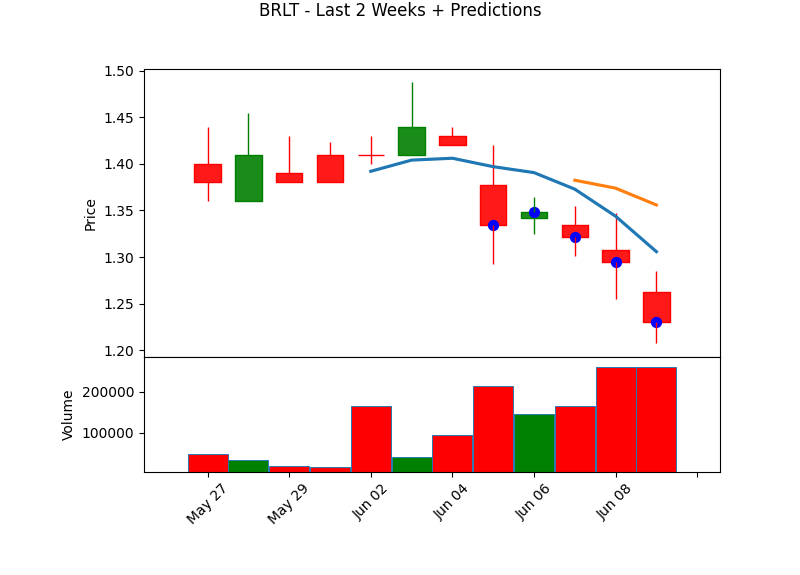 BRLT - Last 2 Weeks + Predictions
1.50
1.45
1.40
1.35
1.30
1.25
1.20
Price
200000
100000
Volume
May 27
May 29
Jun 02
Jun 04
Jun 06
Jun 08